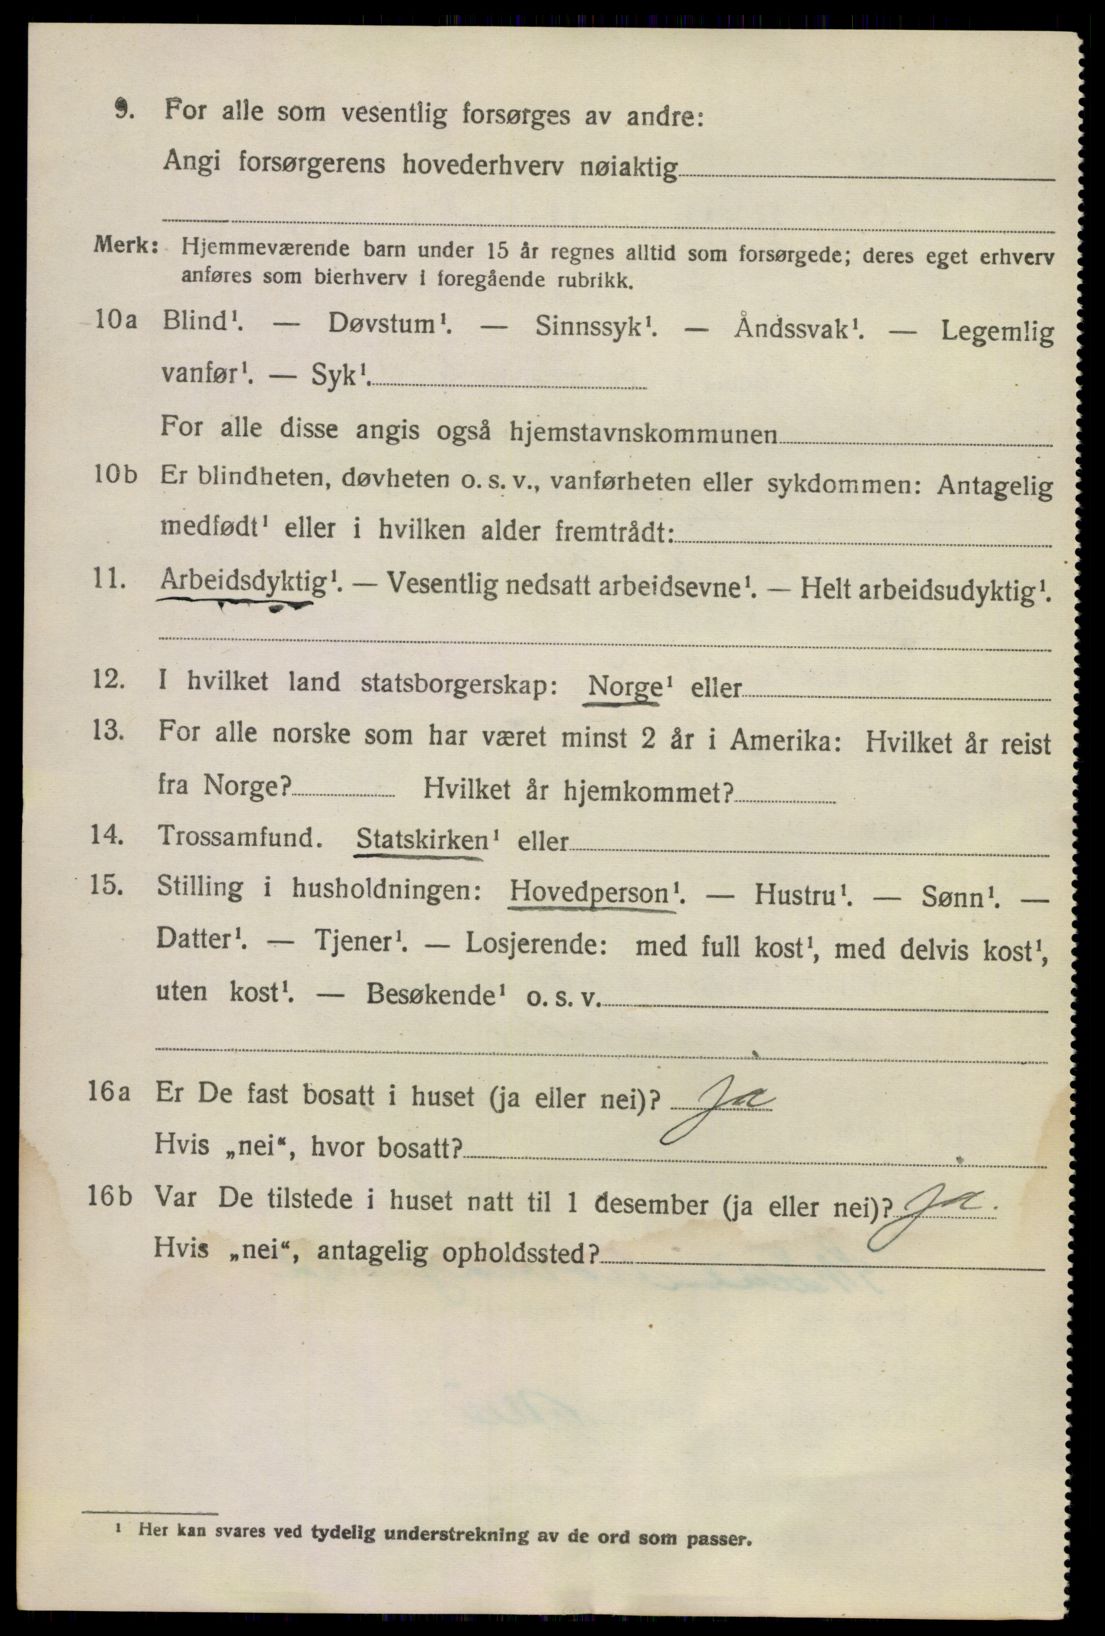 9. For alle som vesentlig forsørges av andre:
Angi forsørgerens hovederhverv nøiaktig
Merk: Hjemmeværende barn under 15 år regnes alltid som forsørgede; deres eget erhverv
anføres som bierhverv i foregående rubrikk.
10a Blind¹. — Døvstum¹. — Sinnssyk¹. — Åndssvak¹. — Legemlig
vanfør¹. — Syk¹.
For alle disse angis også hjemstavnskommunen
10b Er blindheten, døvheten o. s. v., vanførheten eller sykdommen: Antagelig
medfødt¹ eller i hvilken alder fremtrådt:
11. Arbeidsdyktig¹. — Vesentlig nedsatt arbeidsevne¹. — Helt arbeidsudyktig¹.
12. I hvilket land statsborgerskap: Norge¹ eller
13. For alle norske som har været minst 2 år i Amerika: Hvilket år reist
fra Norge? Hvilket år hjemkommet?
14. Trossamfund. Statskirken¹ eller
15. Stilling i husholdningen: Hovedperson¹. — Hustru¹. — Sønn¹. —
Datter¹. — Tjener¹. — Losjerende: med full kost¹, med delvis kost¹,
uten kost¹. — Besøkende¹ o. s. v.
16a Er De fast bosatt i huset (ja eller nei)? ja
Hvis „nei“, hvor bosatt?
16b Var De tilstede i huset natt til 1 desember (ja eller nei)? ja.
Hvis „nei“, antagelig opholdssted?
¹ Her kan svares ved tydelig understrekning av de ord som passer.